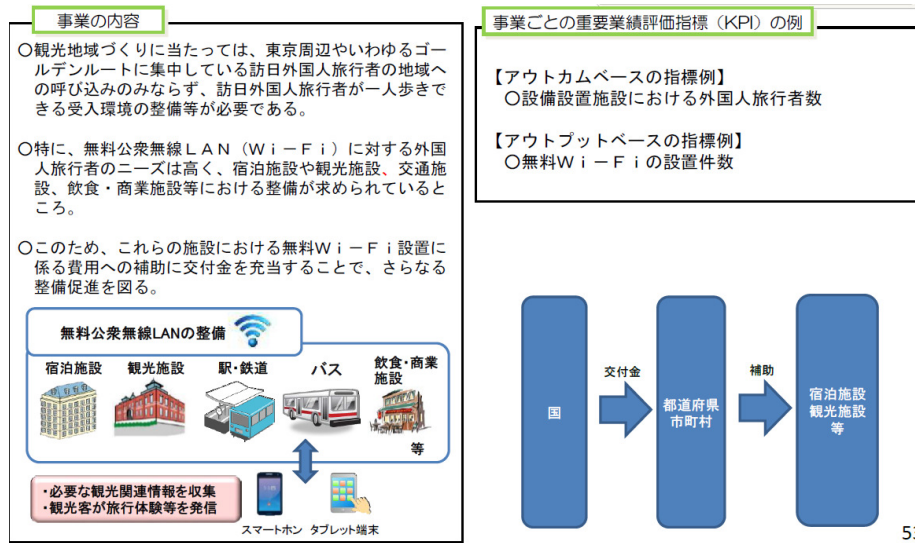 事業の内容
〇観光地域づくりに当たっては、東京周辺やいわゆるゴー
ルデンルートに集中している訪日外国人旅行者の地域へ
の呼び込みのみならず、訪日外国人旅行者が一人歩きで
きる受入環境の整備等が必要である。
〇特に、無料公衆無線ＬＡＮ（Ｗｉ－Ｆｉ）に対する外国
人旅行者のニーズは高く、宿泊施設や観光施設、交通施
設、飲食・商業施設等における整備が求められていると
ころ。
〇このため、これらの施設における無料Ｗｉ－Ｆｉ設置に
係る費用への補助に交付金を充当することで、さらなる
整備促進を図る。
無料公衆無線LANの整備
宿泊施設
観光施設
駅・鉄道
バス
飲食・商業
施設
等
・必要な観光関連情報を収集
・観光客が旅行体験等を発信
スマートホン
タブレット端末
事業ごとの重要業績評価指標（KPI）の例
【アウトカムベースの指標例】
〇設備設置施設における外国人旅行者数
【アウトプットベースの指標例】
〇無料Ｗｉ－Ｆｉの設置件数
国
交付金
都道府県
市町村
補助
宿泊施設
観光施設
等